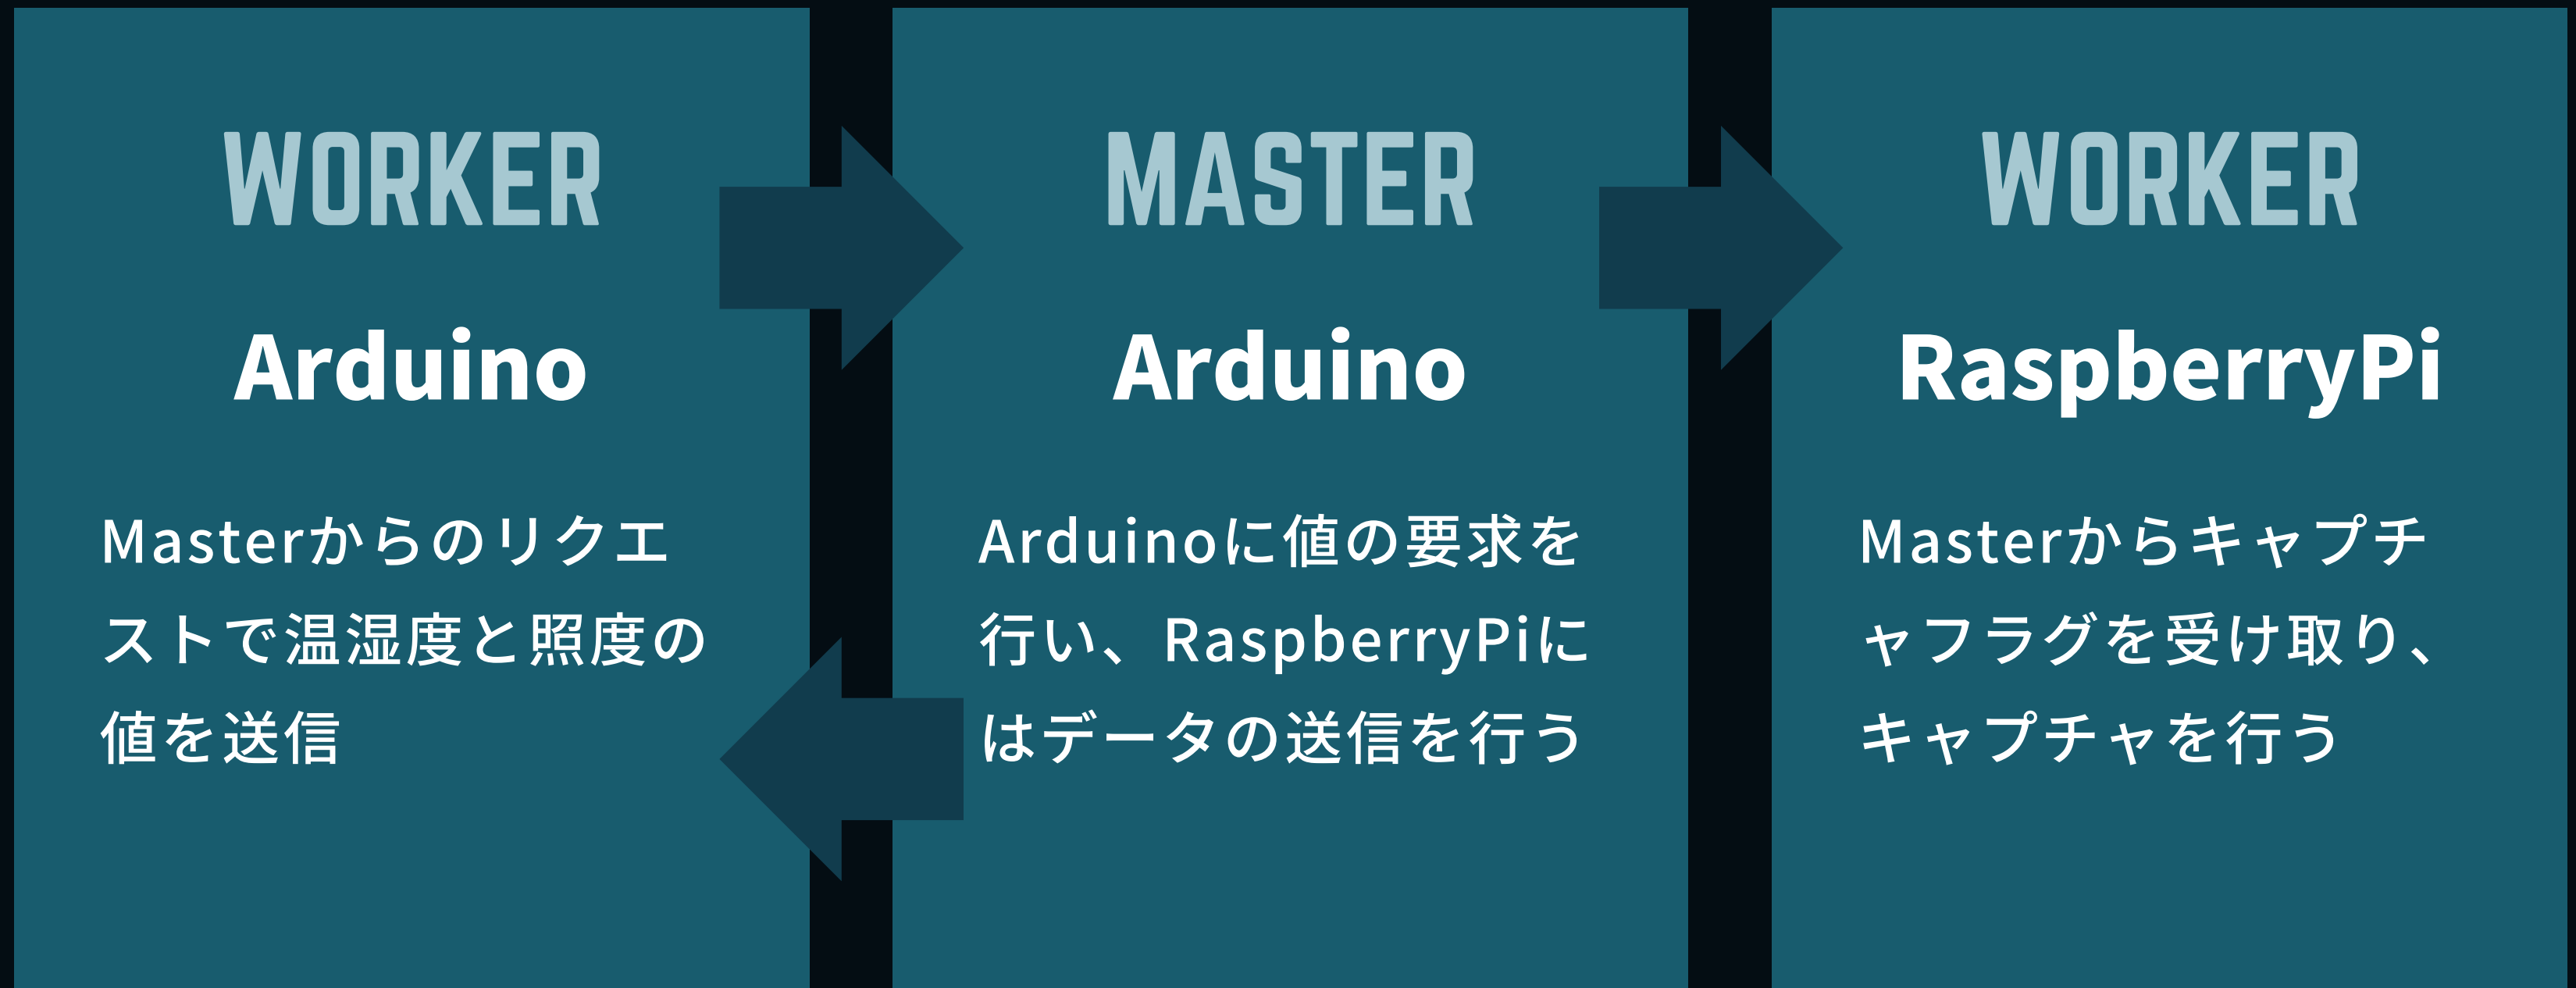 WORKER
Arduino
Masterからのリクエ
ストで温湿度と照度の
値を送信
MASTER
Arduino
Arduinoに値の要求を
行い、RaspberryPiに
はデータの送信を行う
WORKER
RaspberryPi
Masterからキャプチ
ャフラグを受け取り、
キャプチャを行う